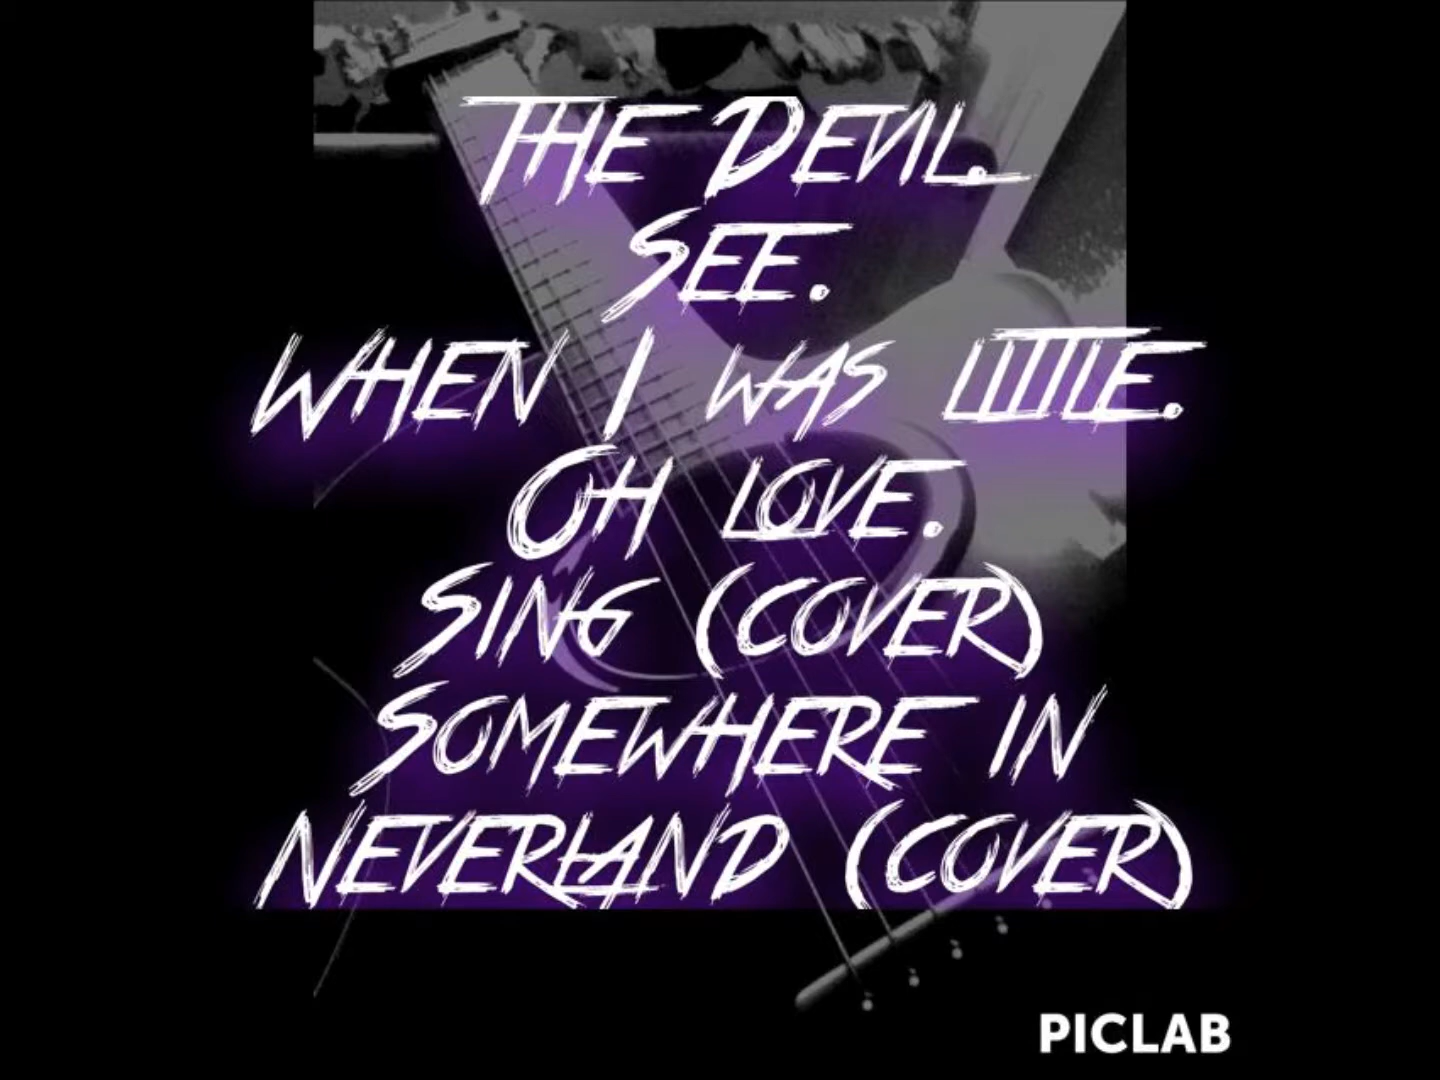 The Devil.
See.
When I was little.
Oh love.
Sing (cover)
Somewhere in
Neverland (cover)
PICLAB